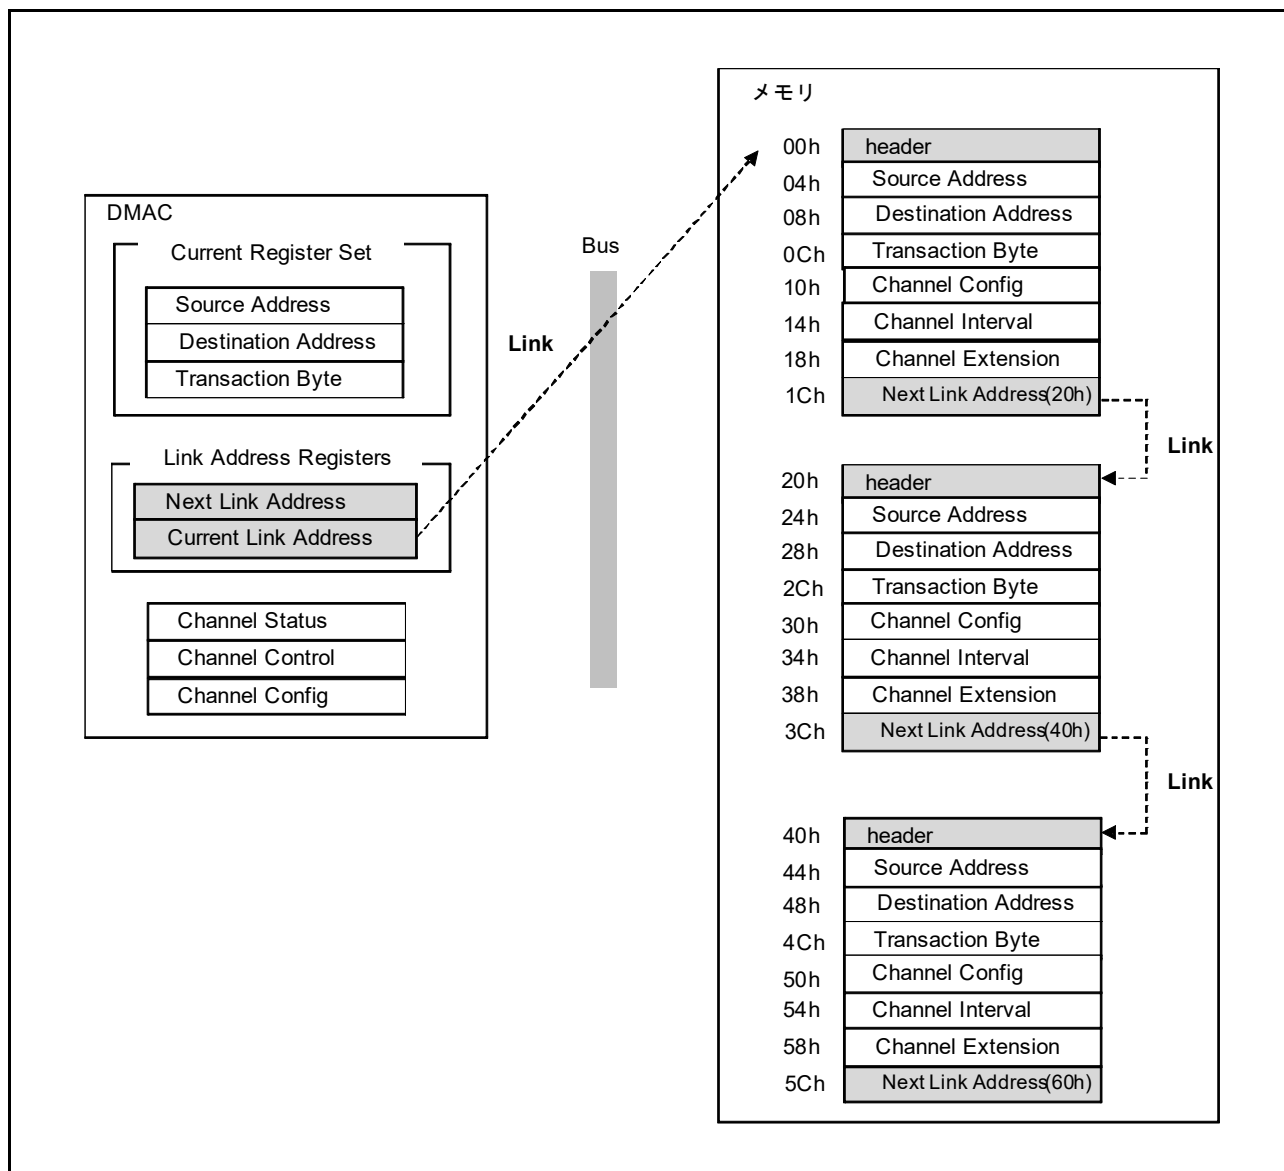 DMAC
Current Register Set
Source Address
Destination Address
Transaction Byte
Link Address Registers
Next Link Address
Current Link Address
Channel Status
Channel Control
Channel Config
Link
Bus
メモリ
00h header
04h Source Address
08h Destination Address
0Ch Transaction Byte
10h Channel Config
14h Channel Interval
18h Channel Extension
1Ch Next Link Address(20h)
Link
20h header
24h Source Address
28h Destination Address
2Ch Transaction Byte
30h Channel Config
34h Channel Interval
38h Channel Extension
3Ch Next Link Address(40h)
Link
40h header
44h Source Address
48h Destination Address
4Ch Transaction Byte
50h Channel Config
54h Channel Interval
58h Channel Extension
5Ch Next Link Address(60h)